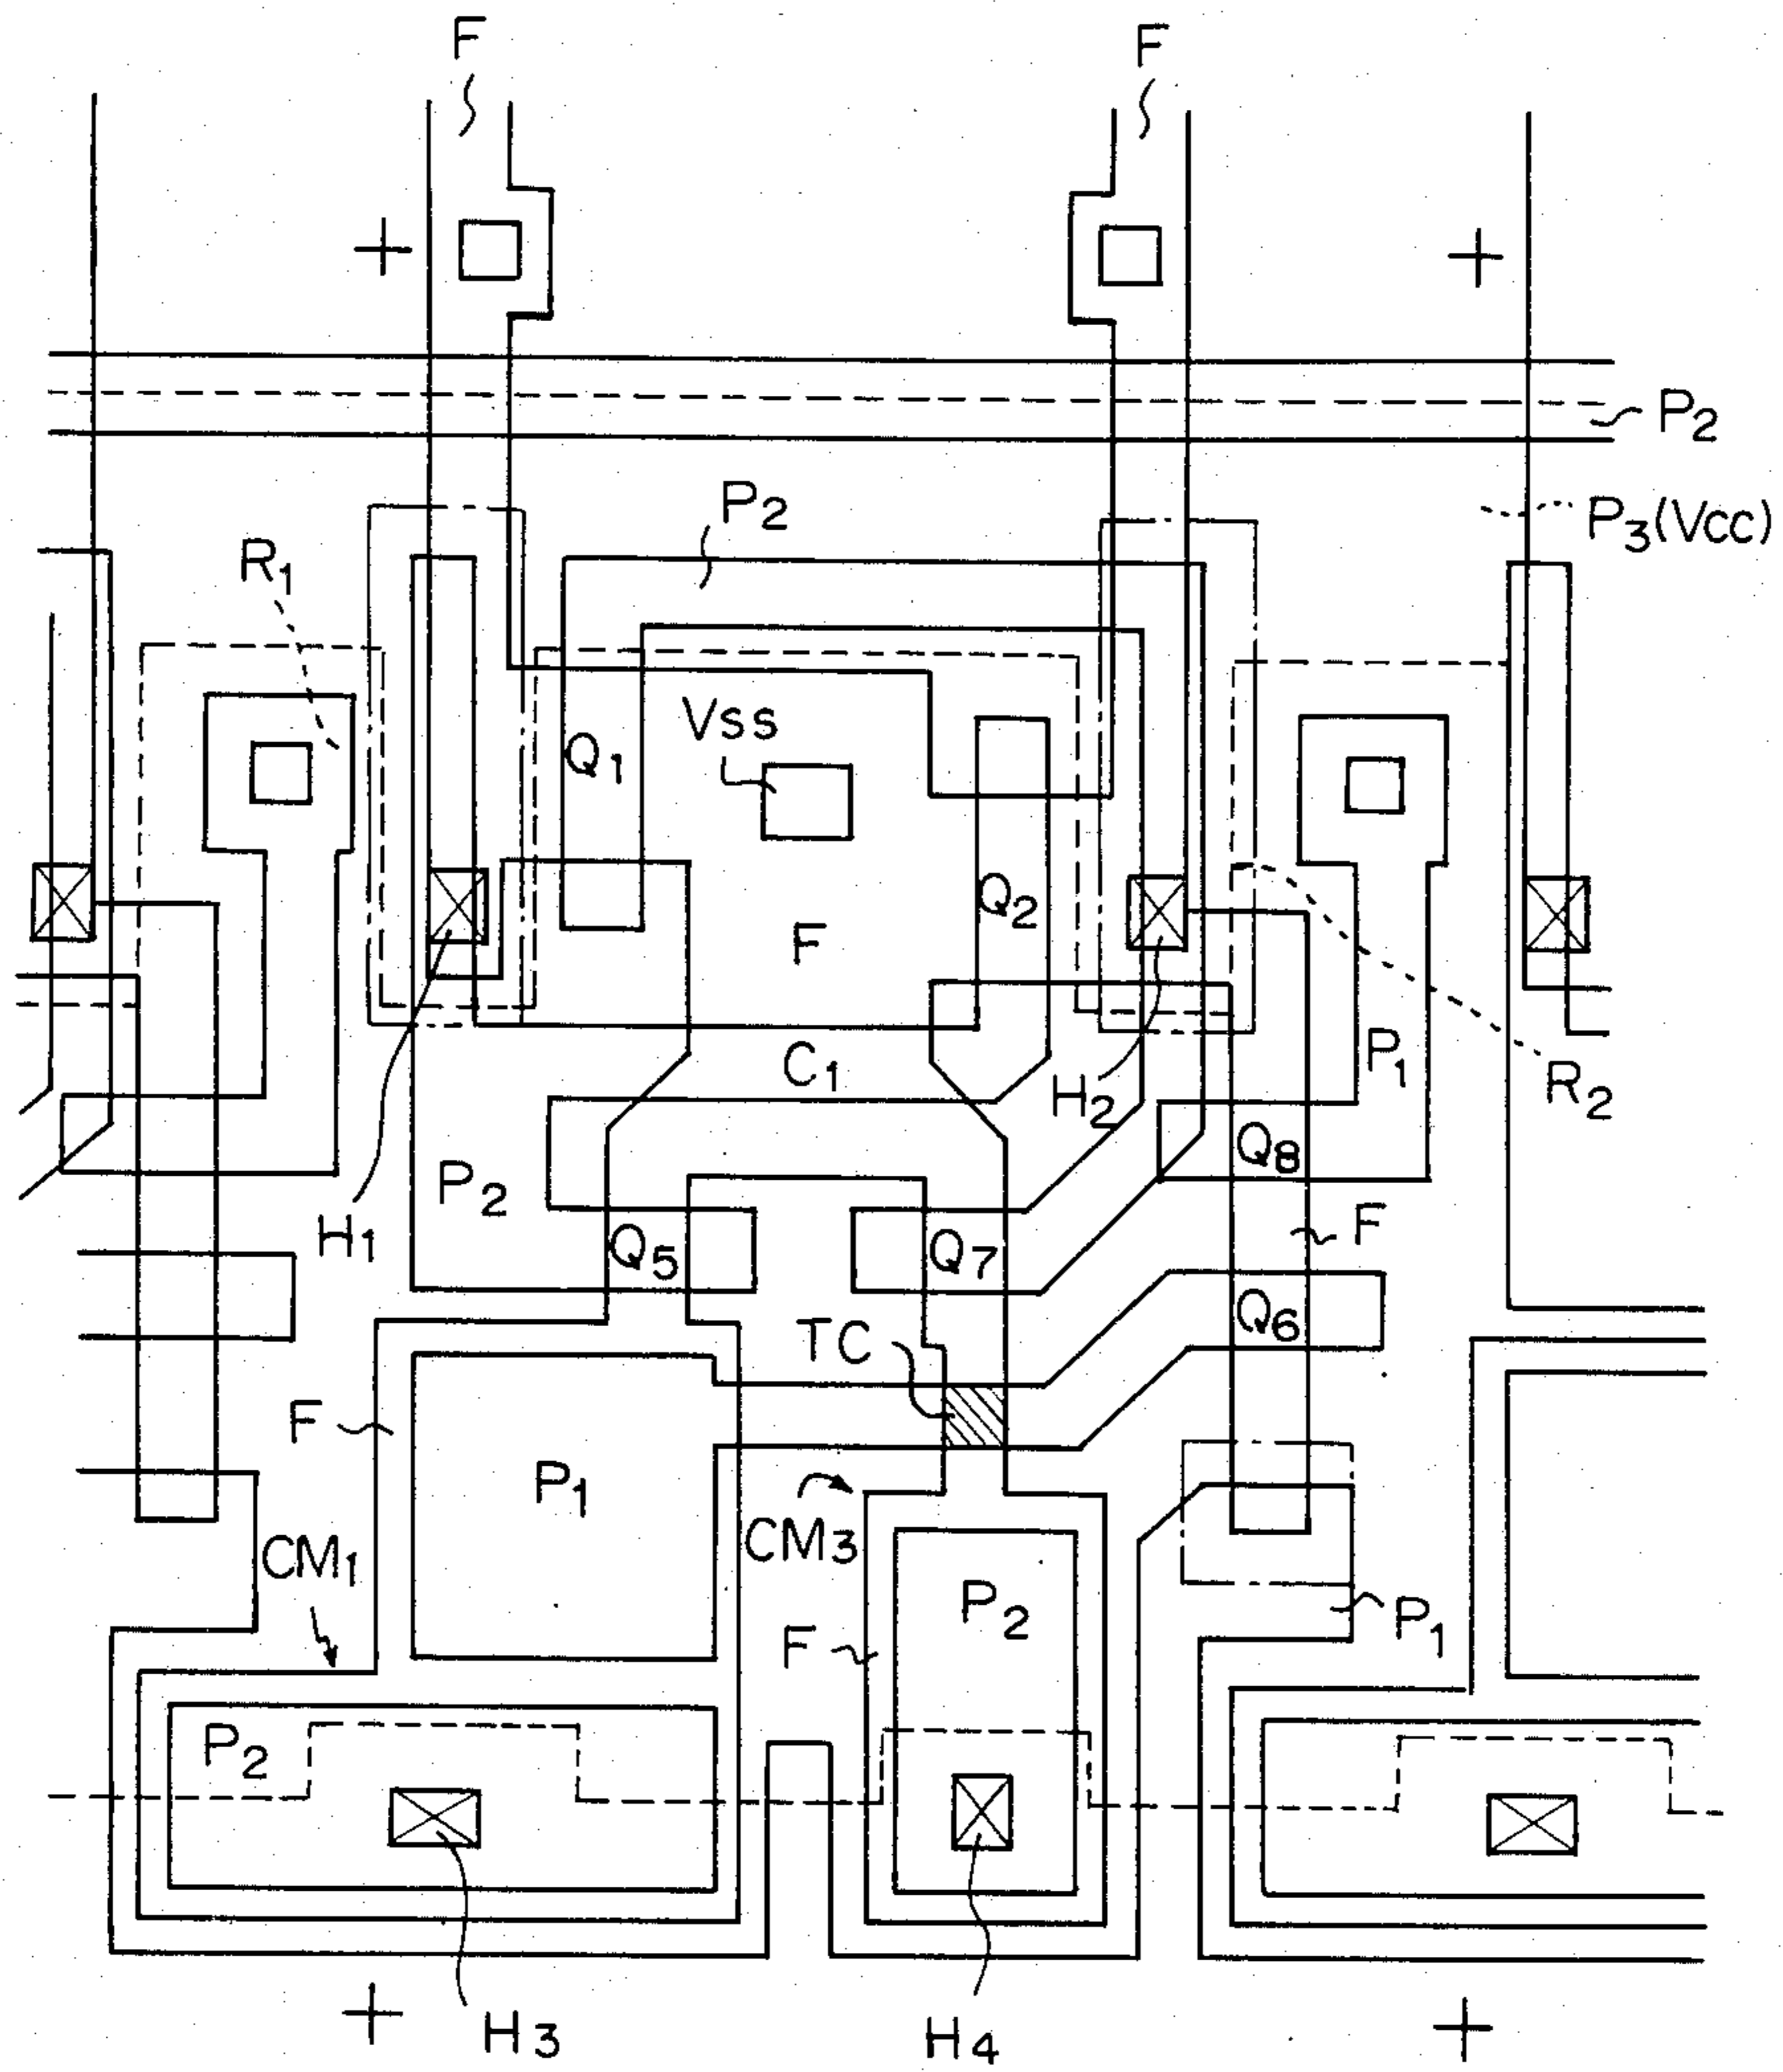 F F
P2
P2
P3(VCC)
R1
VSS
Q1
Q2
F
C1
P1
H2
R2
Q8
P2
H1
F
Q5
Q7
Q6
TC
F
P1
CM3
CM1
P2
P1
F
P2
H3
H4